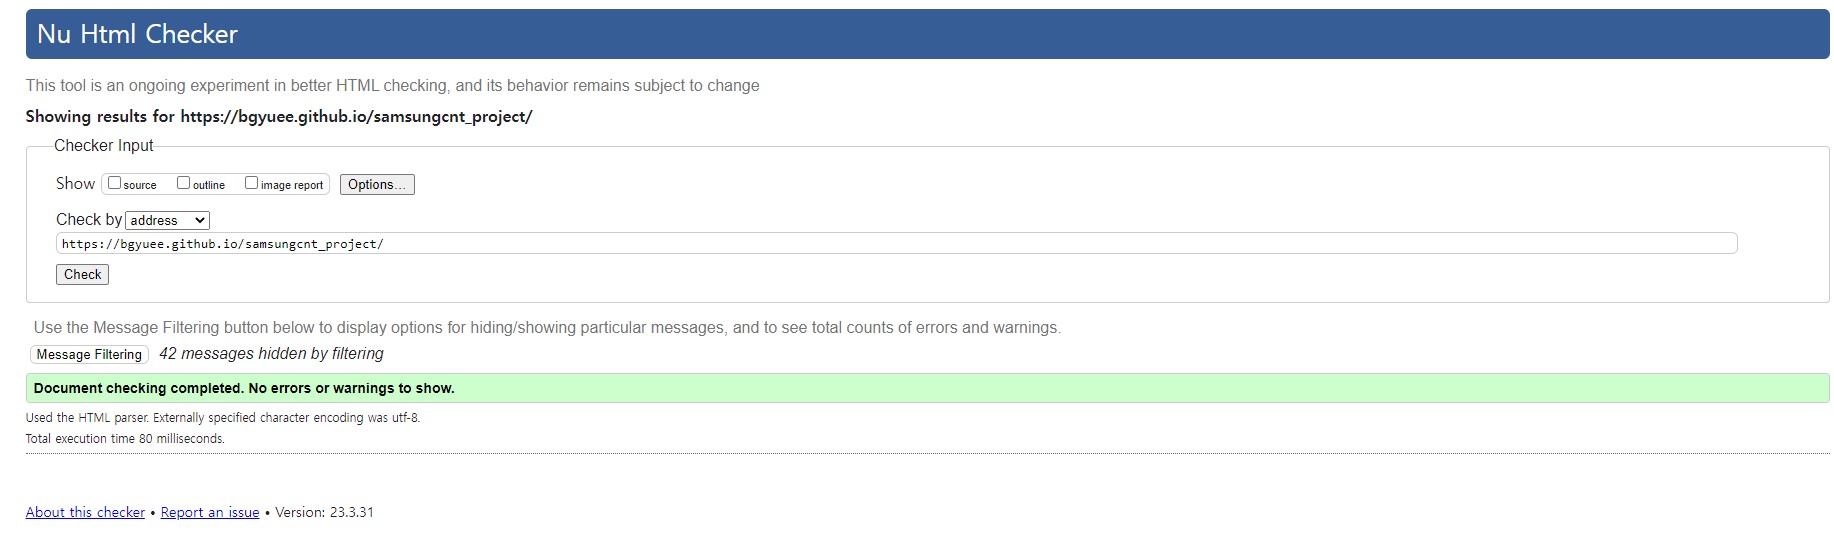 Nu Html Checker
This tool is an ongoing experiment in better HTML checking, and its behavior remains subject to change
Showing results for https://bgyuee.github.io/samsungcnt_project/
Checker Input
Show source outline image report Options...
Check by address
https://bgyuee.github.io/samsungcnt_project/
Check
Use the Message Filtering button below to display options for hiding/showing particular messages, and to see total counts of errors and warnings.
Message Filtering 42 messages hidden by filtering
Document checking completed. No errors or warnings to show.
Used the HTML parser. Externally specified character encoding was utf-8.
Total execution time 80 milliseconds.
About this checker • Report an issue • Version: 23.3.31